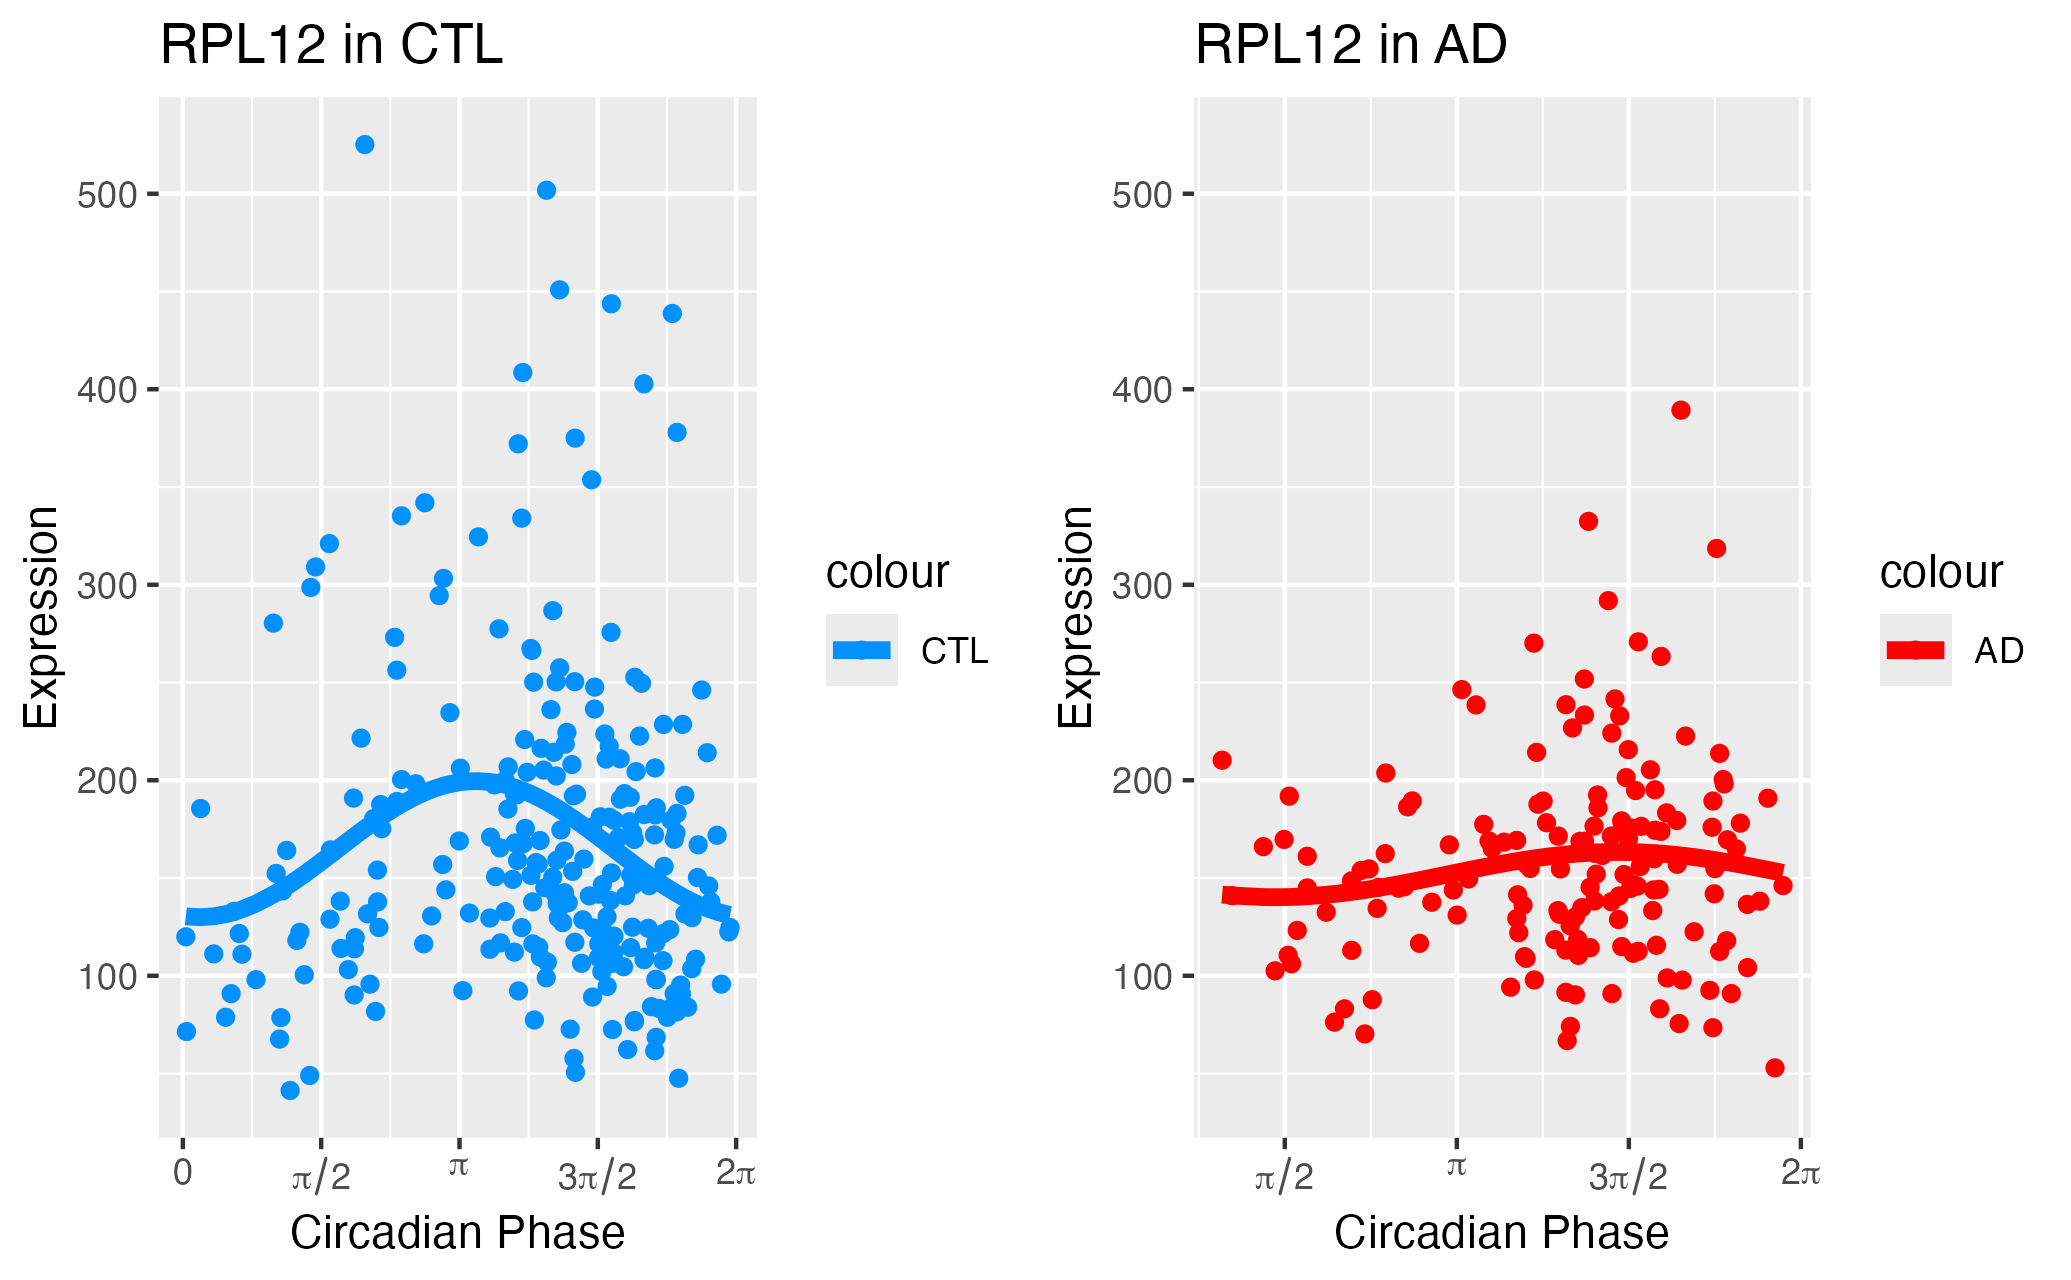 RPL12 in CTL
500
400
300
200
100
Expression
0
π/2
π
3π/2
2π
Circadian Phase
colour
CTL
RPL12 in AD
500
400
300
200
100
Expression
π/2
π
3π/2
2π
Circadian Phase
colour
AD